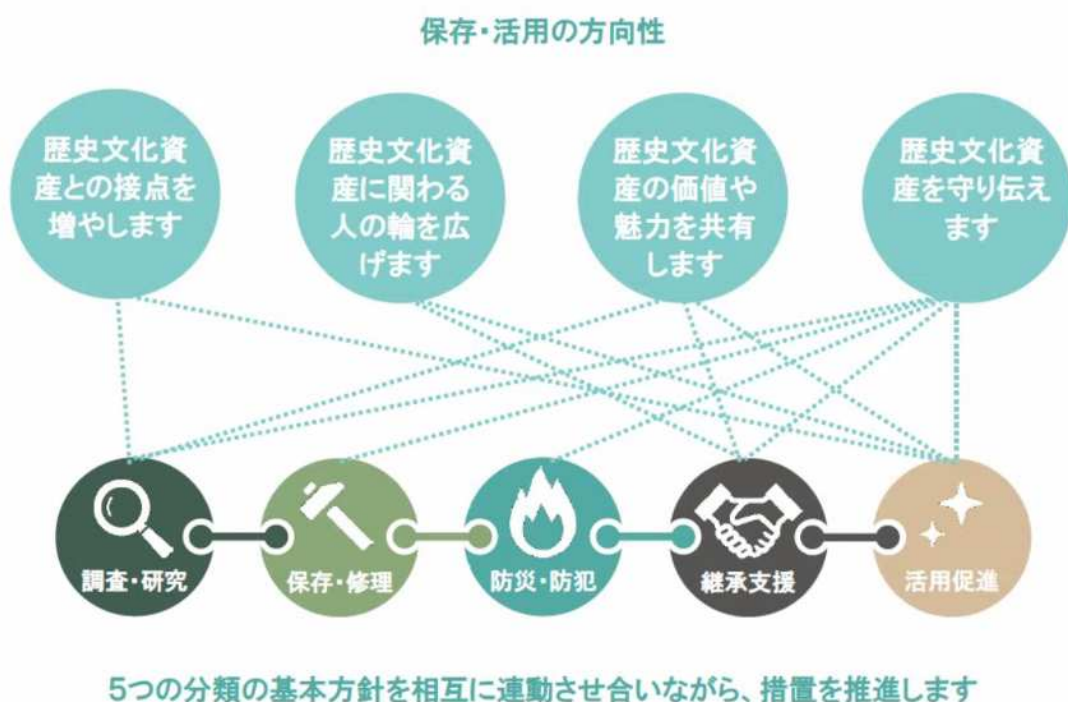 保存・活用の方向性
歴史文化資
産との接点を
増やします
歴史文化資
産に関わる
人の輪を広
げます
歴史文化資
産の価値や
魅力を共有
します
歴史文化資
産を守り伝え
ます
調査・研究
保存・修理
防災・防犯
継承支援
活用促進
5つの分類の基本方針を相互に連動させ合いながら、措置を推進します